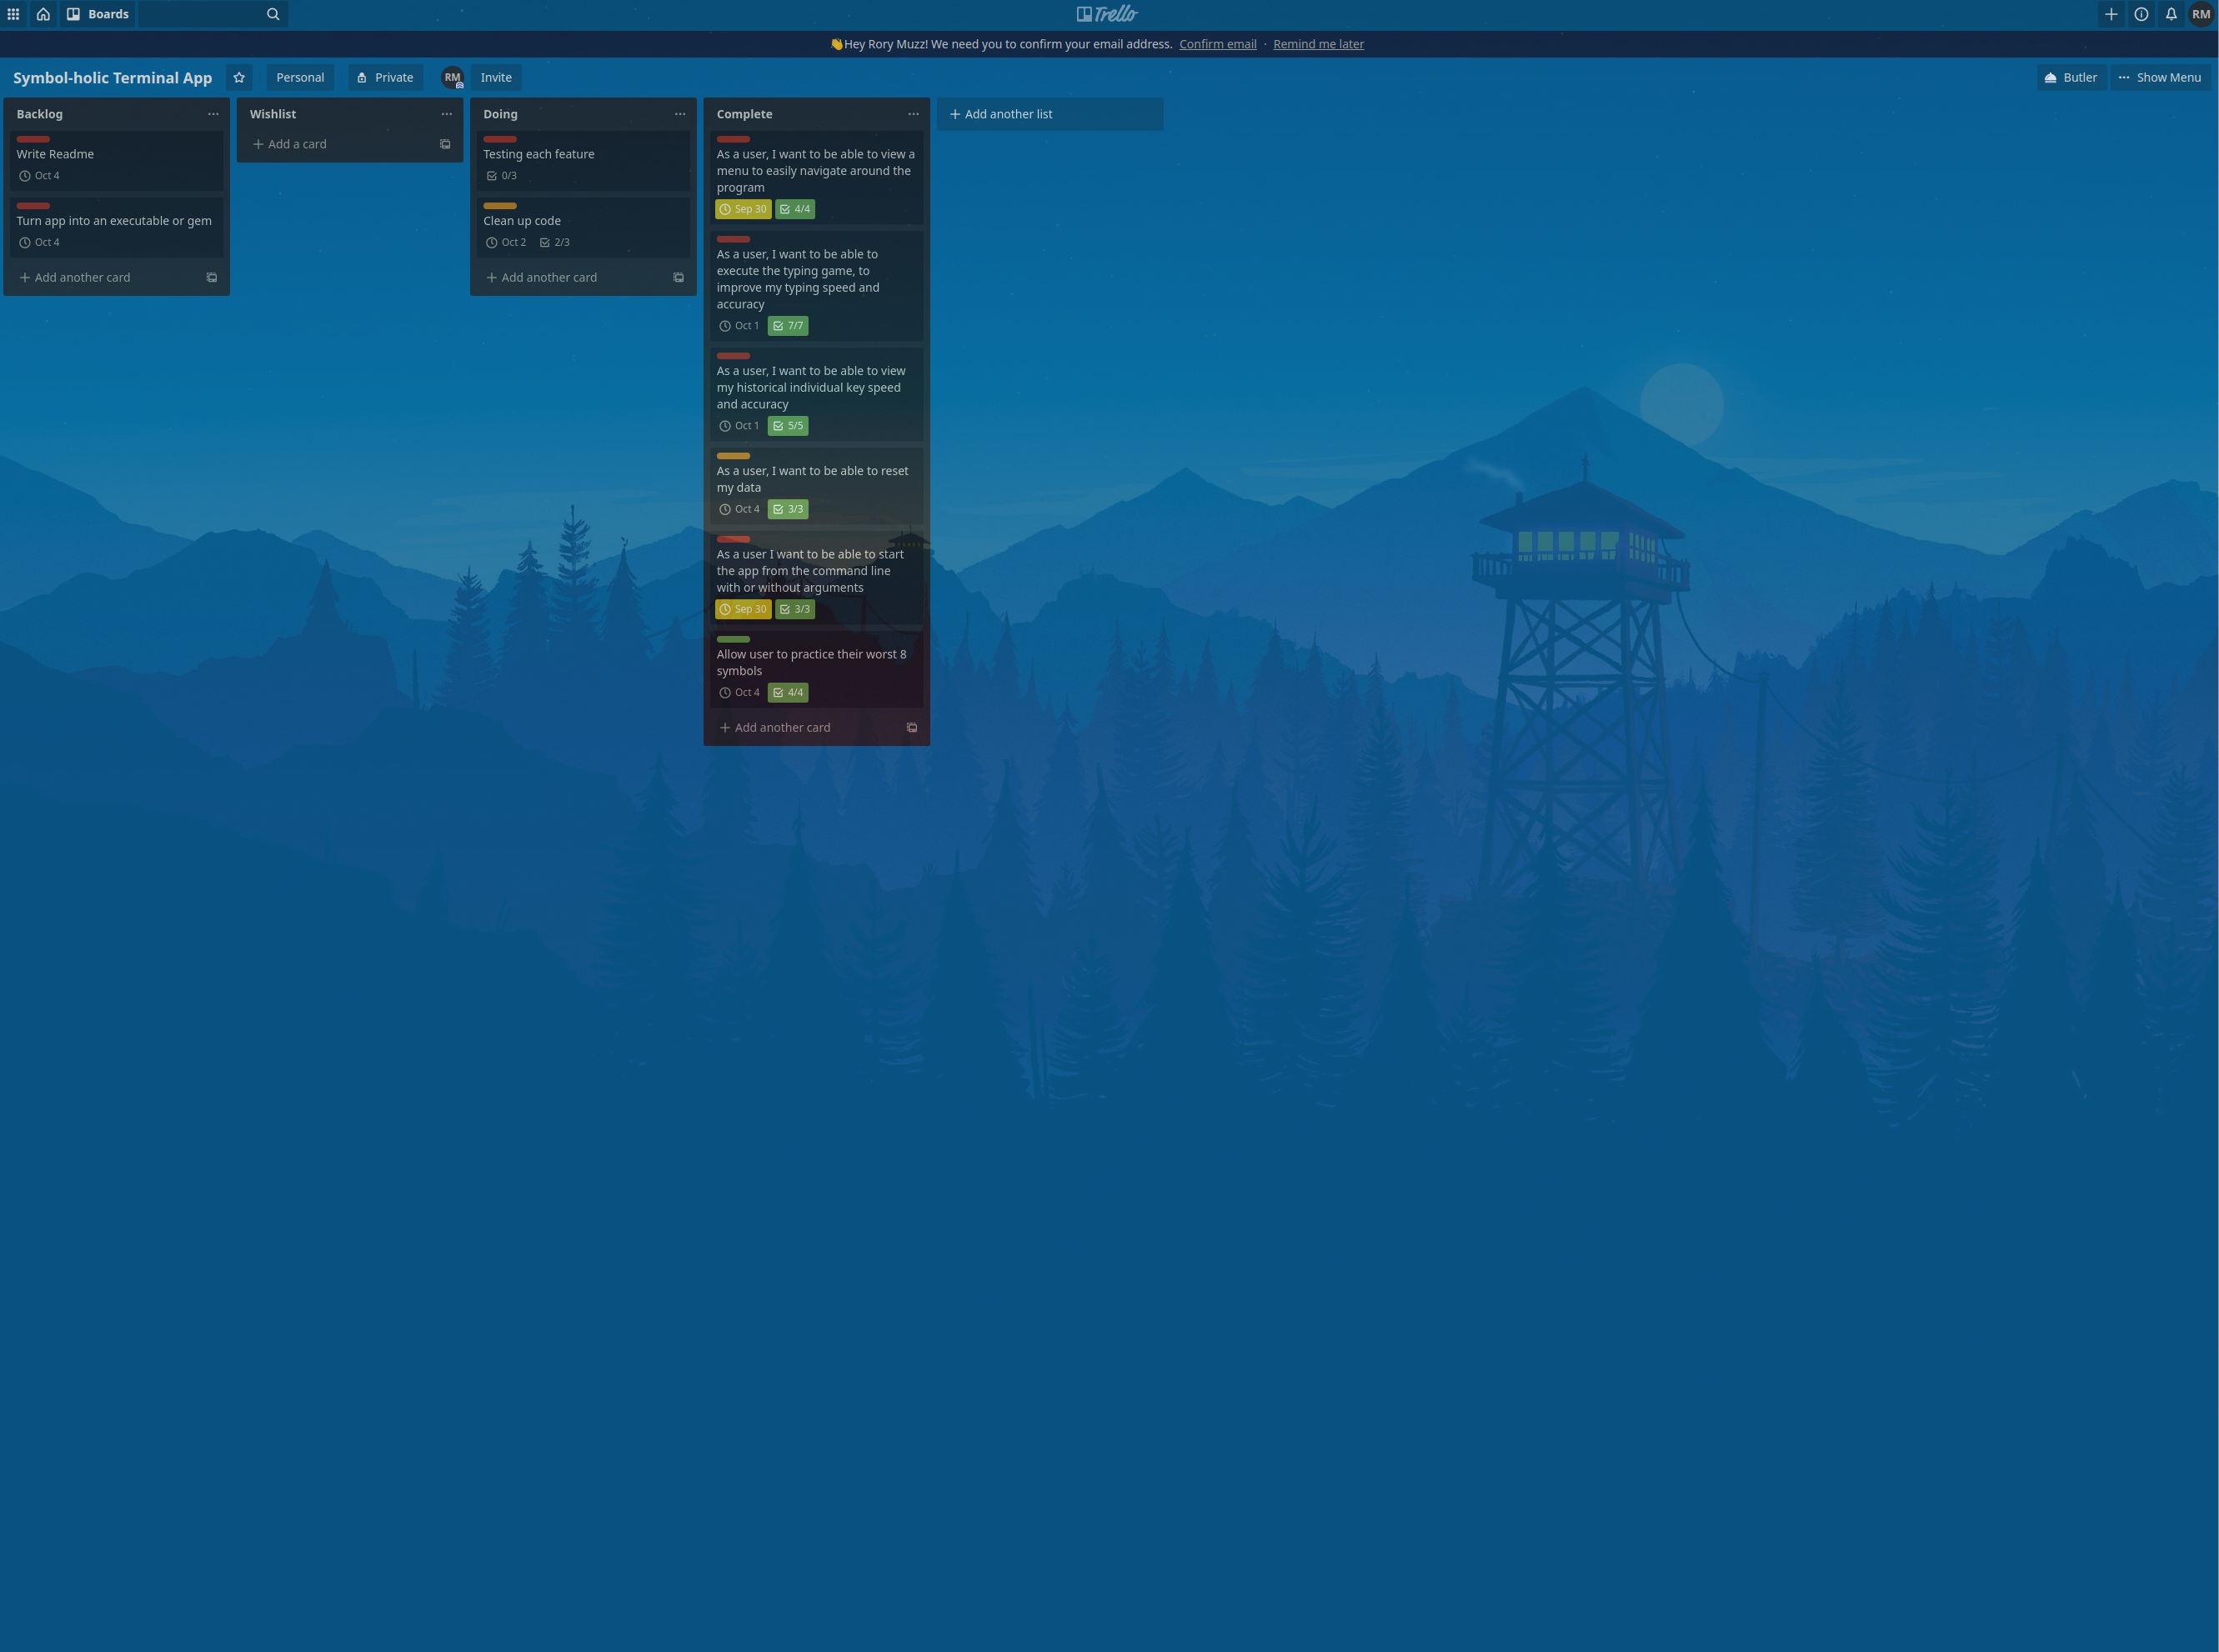 Boards
Trello
RM
👋Hey Rory Muzz! We need you to confirm your email address. Confirm email · Remind me later
Symbol-holic Terminal App
Personal
Private
RM
Invite
Butler
Show Menu
Backlog
Write Readme
Oct 4
Turn app into an executable or gem
Oct 4
Add another card
Wishlist
Add a card
Doing
Testing each feature
0/3
Clean up code
Oct 2 2/3
Add another card
Complete
As a user, I want to be able to view a
menu to easily navigate around the
program
Sep 30 4/4
As a user, I want to be able to
execute the typing game, to
improve my typing speed and
accuracy
Oct 1 7/7
As a user, I want to be able to view
my historical individual key speed
and accuracy
Oct 1 5/5
As a user, I want to be able to reset
my data
Oct 4 3/3
As a user I want to be able to start
the app from the command line
with or without arguments
Sep 30 3/3
Allow user to practice their worst 8
symbols
Oct 4 4/4
Add another card
Add another list